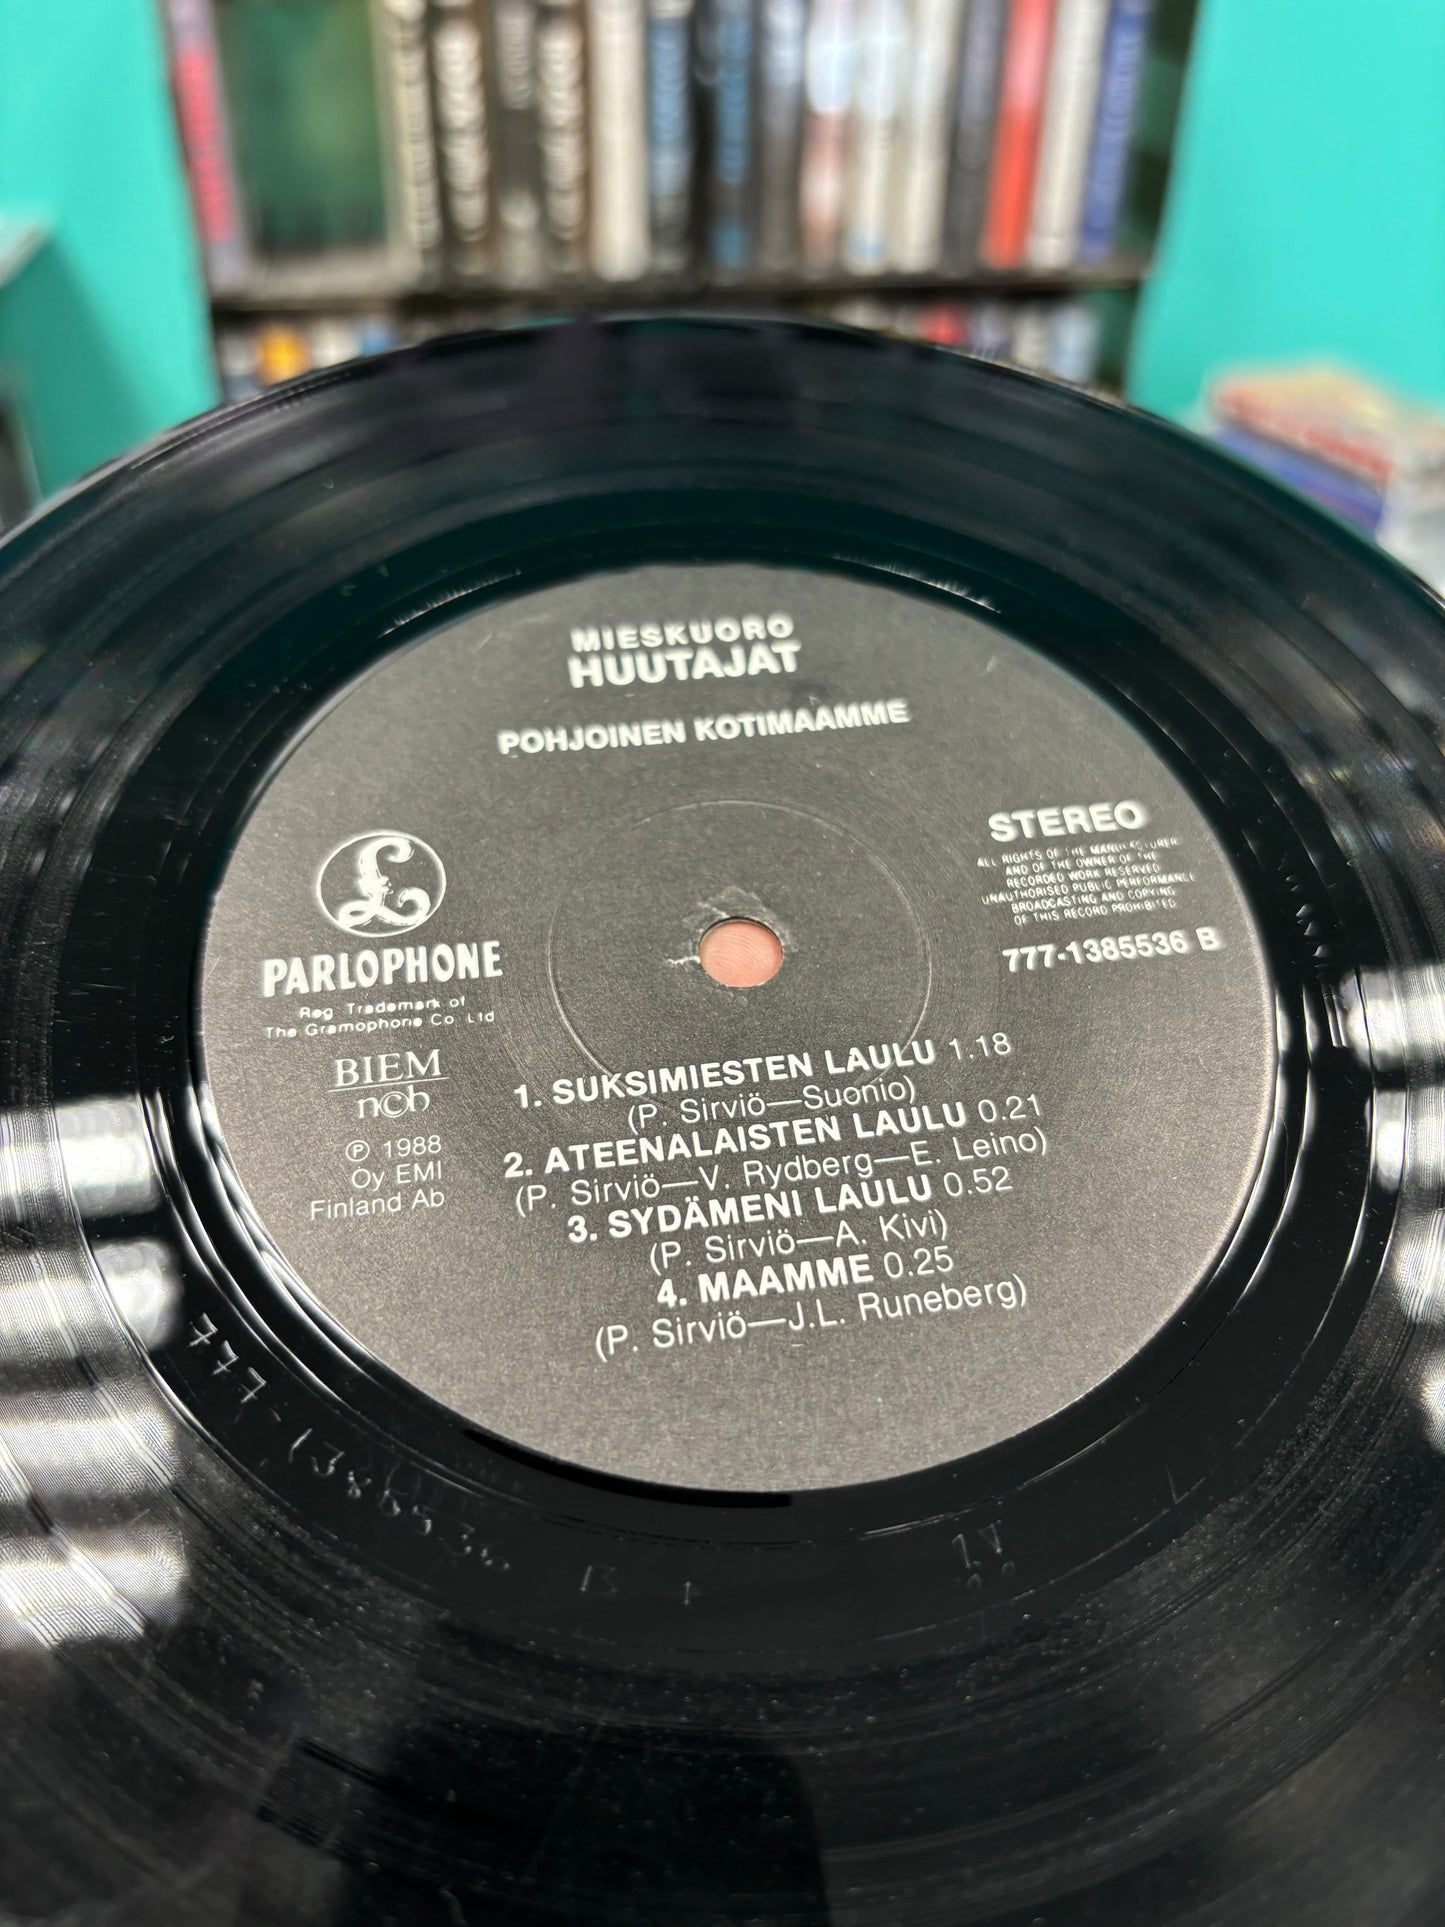 MIESKUORO
HUUTAJAT
POHJOINEN KOTIMAAMME
£
PARLOPHONE
Reg Trademark of
The Gramophone Co Ltd
BIEM
ncb
℗ 1988
Oy EMI
Finland Ab
STEREO
ALL RIGHTS OF THE MANUFACTURER
AND OF THE OWNER OF THE
RECORDED WORK RESERVED
UNAUTHORISED PUBLIC PERFORMANCE
BROADCASTING AND COPYING
OF THIS RECORD PROHIBITED
777-1385536 B
1. SUKSIMIESTEN LAULU 1.18
(P. Sirviö—Suonio)
2. ATEENALAISTEN LAULU 0.21
(P. Sirviö—V. Rydberg—E. Leino)
3. SYDÄMENI LAULU 0.52
(P. Sirviö—A. Kivi)
4. MAAMME 0.25
(P. Sirviö—J.L. Runeberg)
777-1385536 B